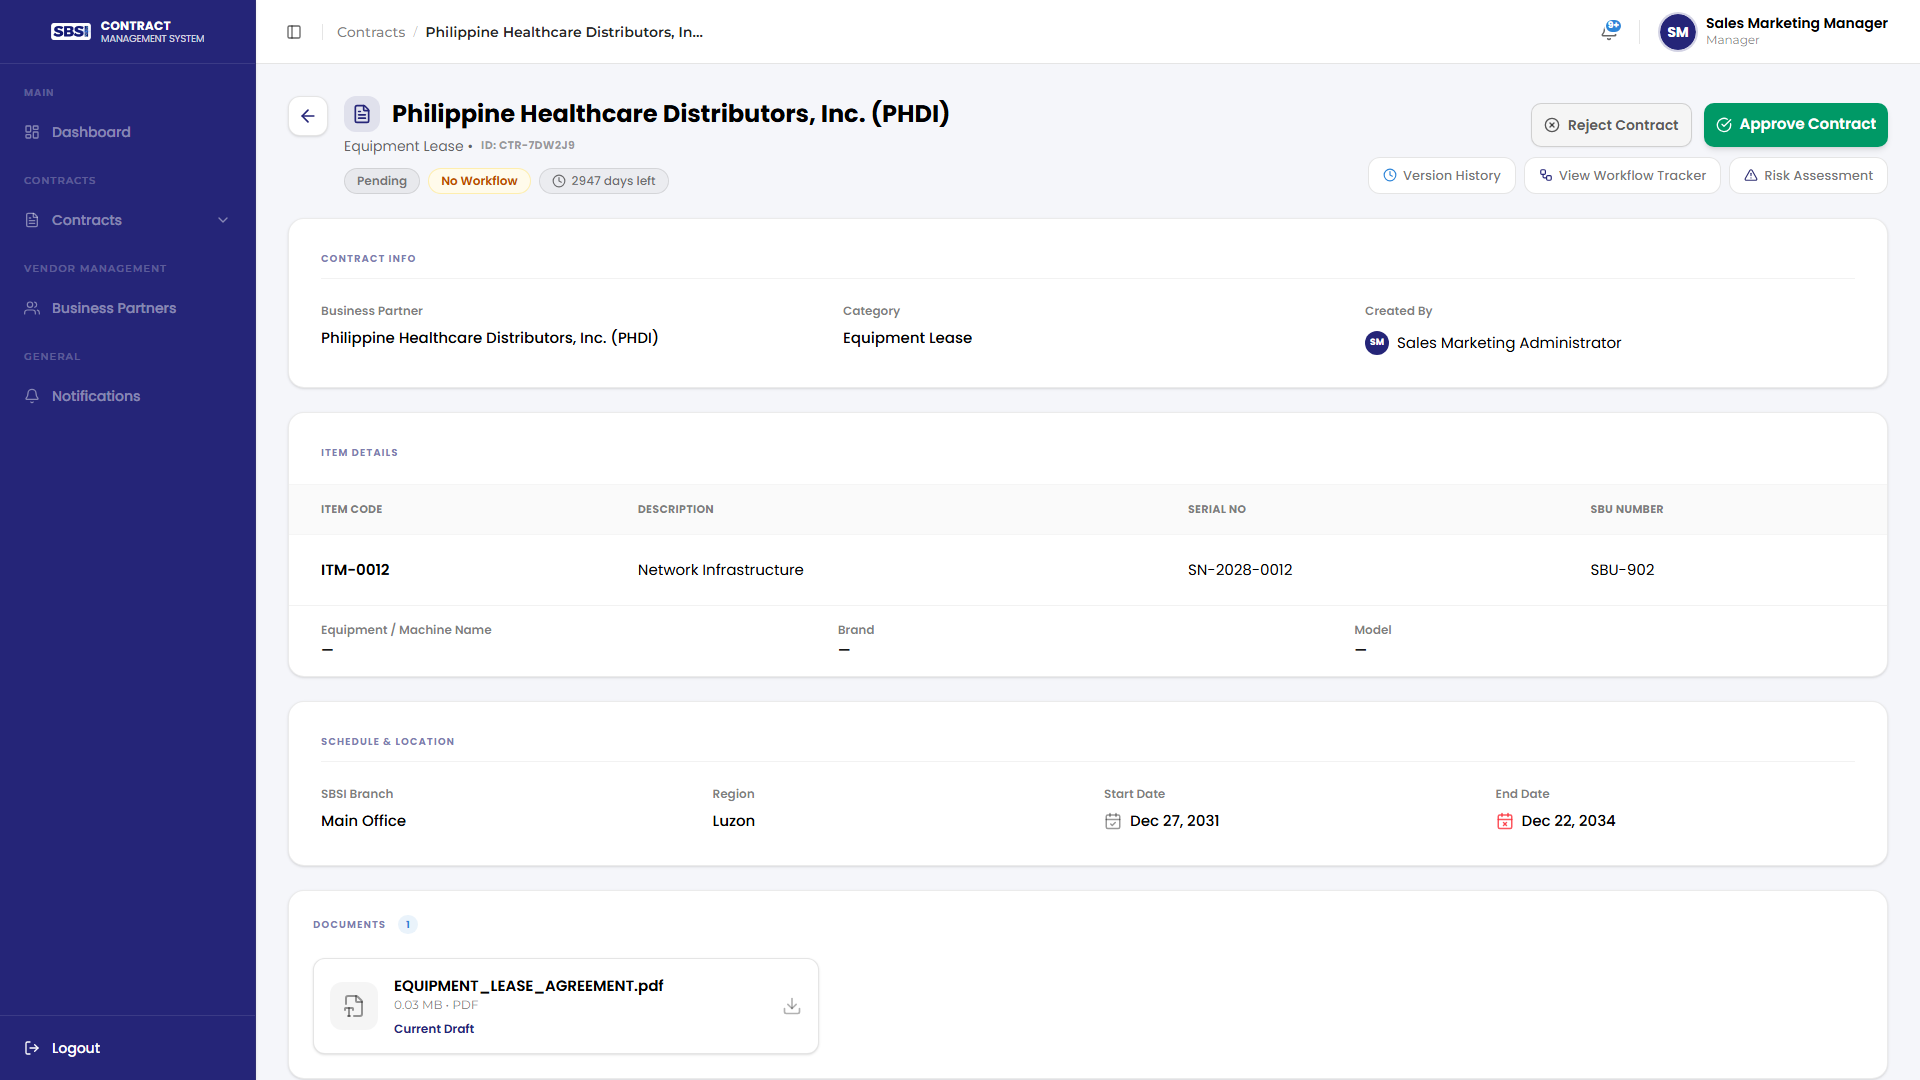 SBSI CONTRACT
MANAGEMENT SYSTEM
MAIN
Dashboard
CONTRACTS
Contracts
VENDOR MANAGEMENT
Business Partners
GENERAL
Notifications
Logout
Contracts / Philippine Healthcare Distributors, In...
9+
SM
Sales Marketing Manager
Manager
Philippine Healthcare Distributors, Inc. (PHDI)
Equipment Lease • ID: CTR-7DW2J9
Pending
No Workflow
2947 days left
Reject Contract
Approve Contract
Version History
View Workflow Tracker
Risk Assessment
CONTRACT INFO
Business Partner
Philippine Healthcare Distributors, Inc. (PHDI)
Category
Equipment Lease
Created By
SM Sales Marketing Administrator
ITEM DETAILS
ITEM CODE DESCRIPTION SERIAL NO SBU NUMBER
ITM-0012 Network Infrastructure SN-2028-0012 SBU-902
Equipment / Machine Name
—
Brand
—
Model
—
SCHEDULE & LOCATION
SBSI Branch
Main Office
Region
Luzon
Start Date
Dec 27, 2031
End Date
Dec 22, 2034
DOCUMENTS 1
EQUIPMENT_LEASE_AGREEMENT.pdf
0.03 MB • PDF
Current Draft